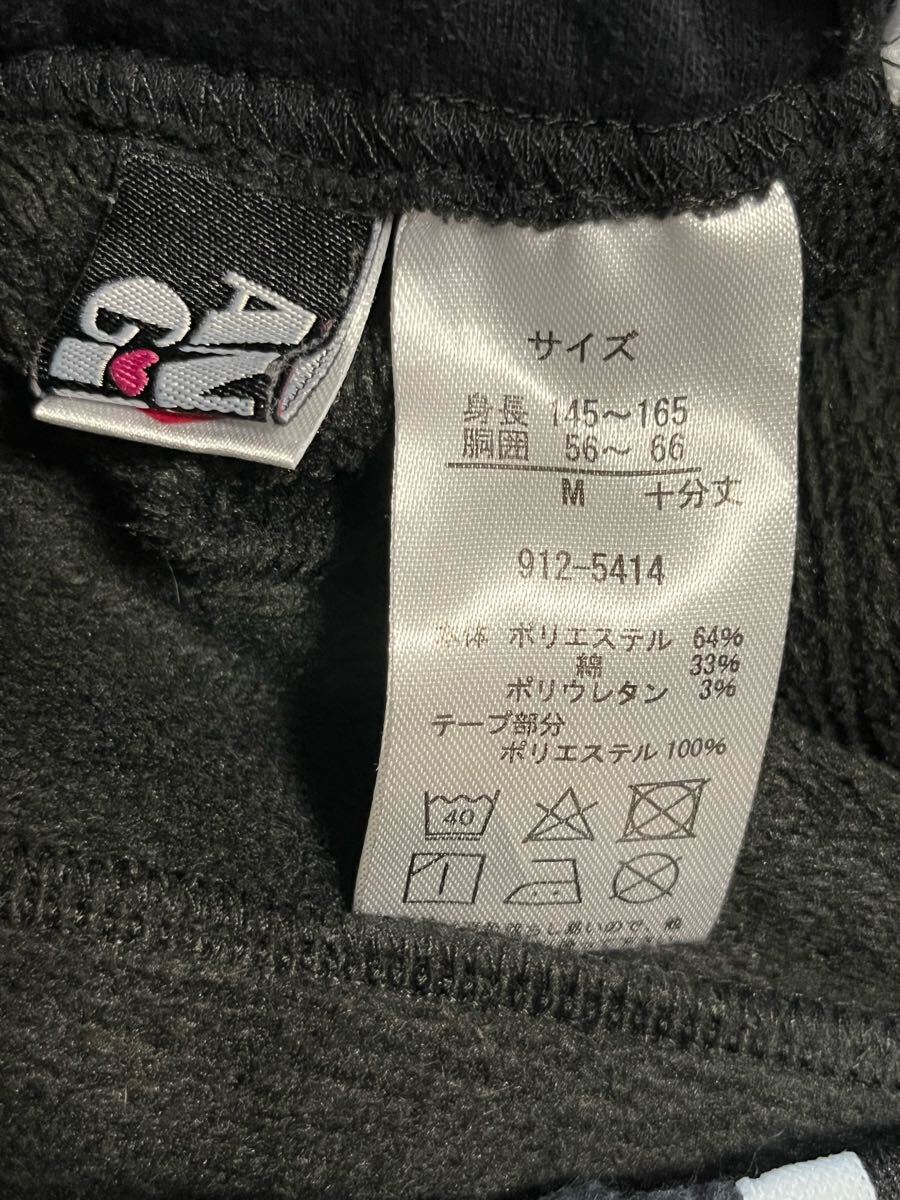 サイズ
身長 145～165
胴囲 56～ 66
M 十分丈
912-5414
本体 ポリエステル 64%
綿 33%
ポリウレタン 3%
テープ部分
ポリエステル 100%
40